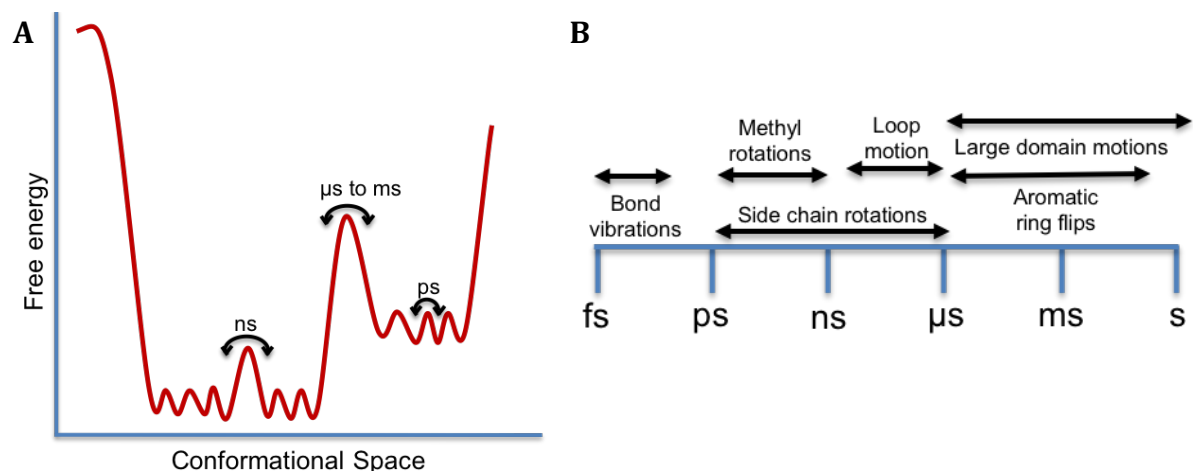 A
Free energy
µs to ms
ps
ns
Conformational Space
B
Methyl
rotations
Loop
motion
Large domain motions
Bond
vibrations
Side chain rotations
Aromatic
ring flips
fs
ps
ns
µs
ms
s